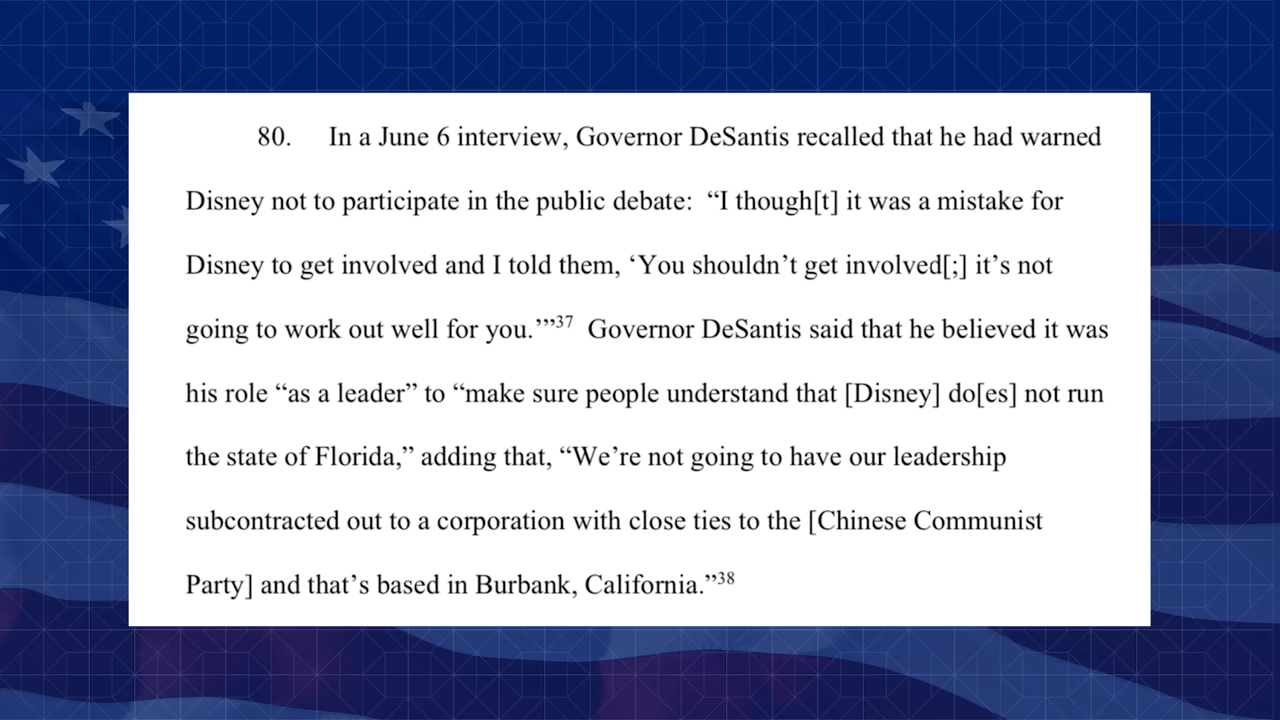 80. In a June 6 interview, Governor DeSantis recalled that he had warned
Disney not to participate in the public debate: “I though[t] it was a mistake for
Disney to get involved and I told them, ‘You shouldn’t get involved[;] it’s not
going to work out well for you.’”37 Governor DeSantis said that he believed it was
his role “as a leader” to “make sure people understand that [Disney] do[es] not run
the state of Florida,” adding that, “We’re not going to have our leadership
subcontracted out to a corporation with close ties to the [Chinese Communist
Party] and that’s based in Burbank, California.”38